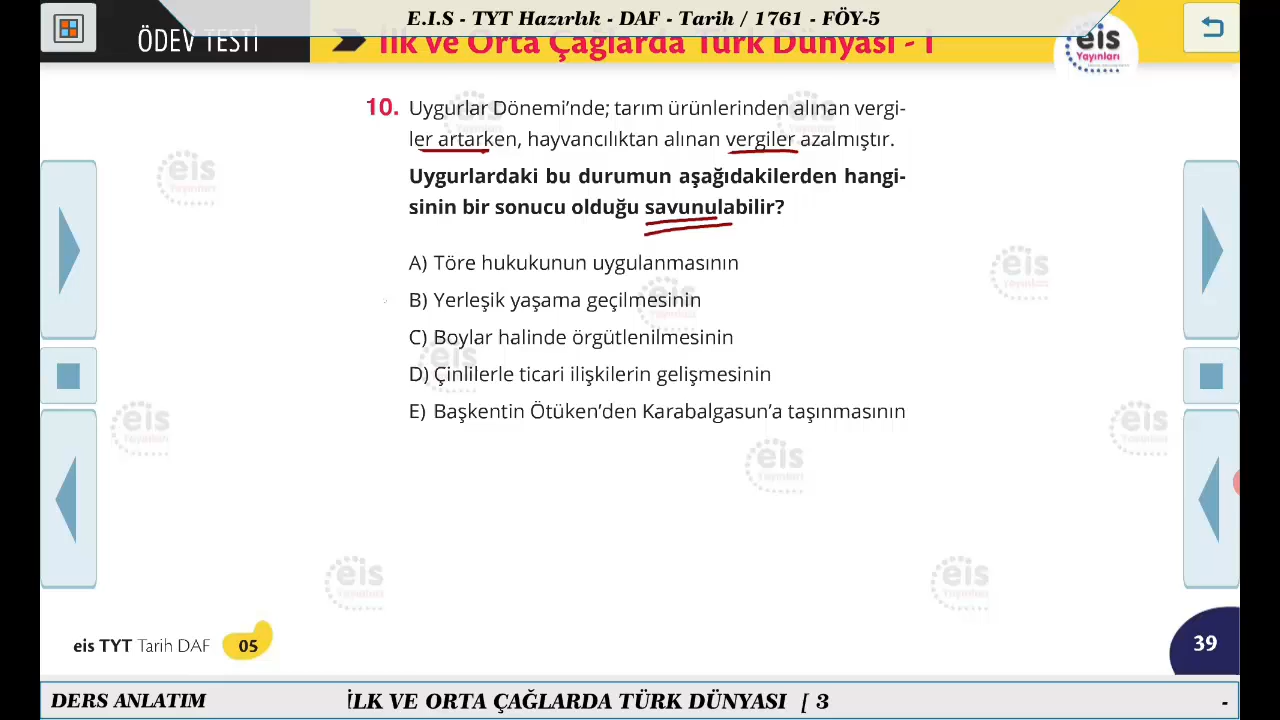 E.I.S - TYT Hazırlık - DAF - Tarih / 1761 - FÖY-5
ÖDEV TESTİ
İlk ve Orta Çağlarda Türk Dünyası - I
eis
Yayınları
10. Uygurlar Dönemi’nde; tarım ürünlerinden alınan vergi-
ler artarken, hayvancılıktan alınan vergiler azalmıştır.
Uygurlardaki bu durumun aşağıdakilerden hangi-
sinin bir sonucu olduğu savunulabilir?
A) Töre hukukunun uygulanmasının
B) Yerleşik yaşama geçilmesinin
C) Boylar halinde örgütlenilmesinin
D) Çinlilerle ticari ilişkilerin gelişmesinin
E) Başkentin Ötüken’den Karabalgasun’a taşınmasının
eis TYT Tarih DAF 05
39
DERS ANLATIM İLK VE ORTA ÇAĞLARDA TÜRK DÜNYASI [ 3 -